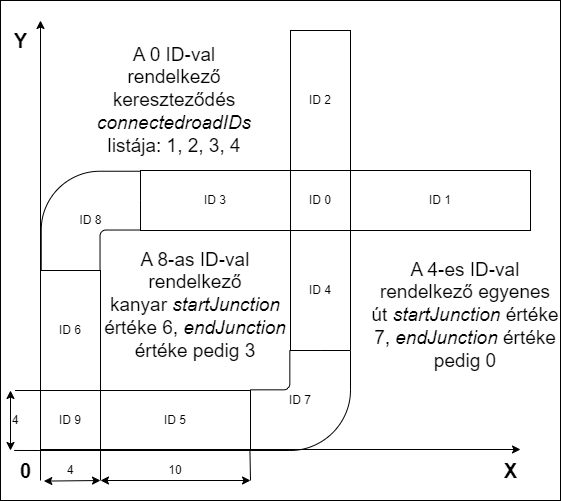 Y
A 0 ID-val
rendelkező
kereszteződés
connectedroadIDs
listája: 1, 2, 3, 4
ID 2
ID 3
ID 0
ID 1
ID 8
A 8-as ID-val
rendelkező
kanyar startJunction
értéke 6, endJunction
értéke pedig 3
ID 4
A 4-es ID-val
rendelkező egyenes
út startJunction értéke
7, endJunction értéke
pedig 0
ID 6
ID 7
4
ID 9
ID 5
0
4
10
X